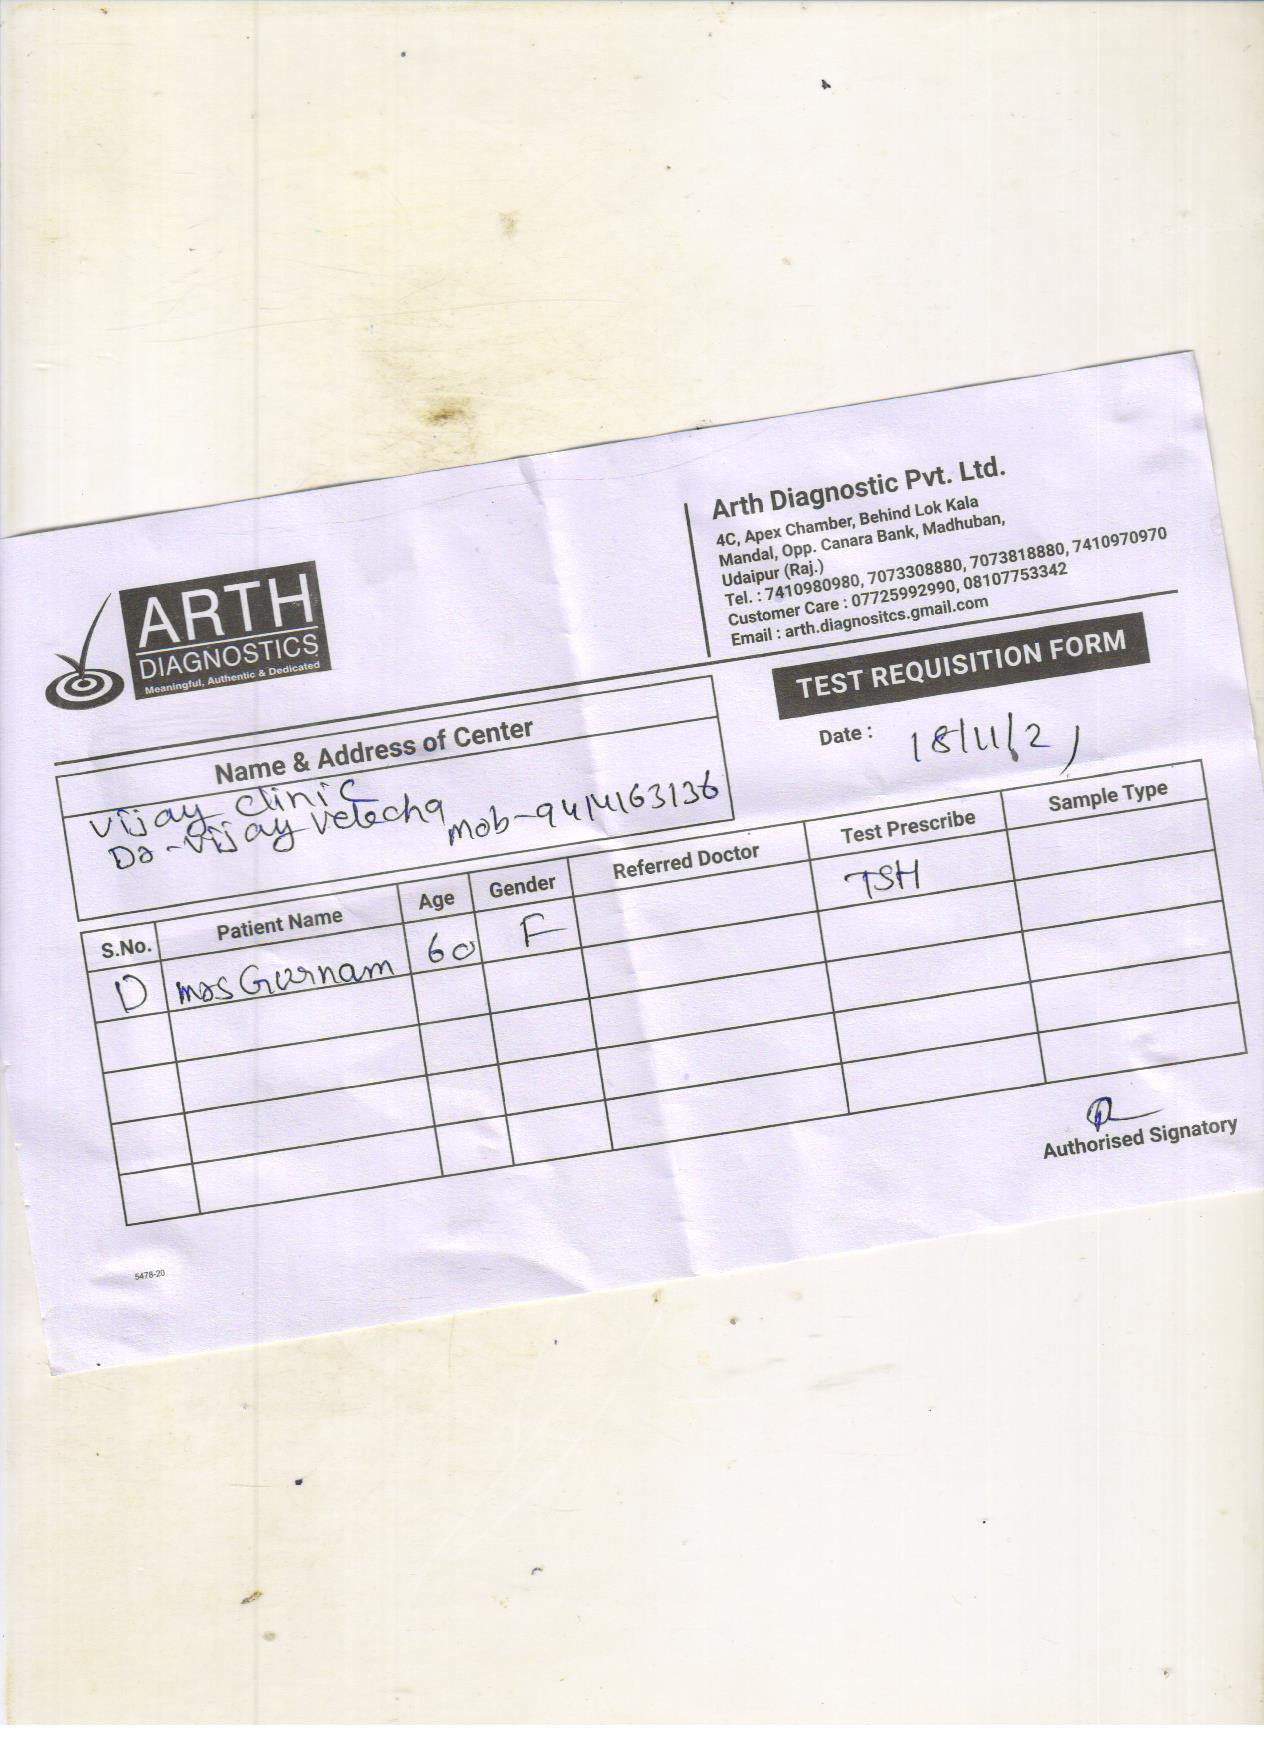 ARTH
DIAGNOSTICS
Meaningful, Authentic & Dedicated
Arth Diagnostic Pvt. Ltd.
4C, Apex Chamber, Behind Lok Kala
Mandal, Opp. Canara Bank, Madhuban,
Udaipur (Raj.)
Tel. : 7410980980, 7073308880, 7073818880, 7410970970
Customer Care : 07725992990, 08107753342
Email : arth.diagnositcs.gmail.com
TEST REQUISITION FORM
Date : 18/11/21
Name & Address of Center
Vijay Clinic
Dr - Vijay Velecha mob-9414163136
S.No. Patient Name Age Gender Referred Doctor Test Prescribe Sample Type
1) mrs Gurnam 60 F TSH
Authorised Signatory
5478-20